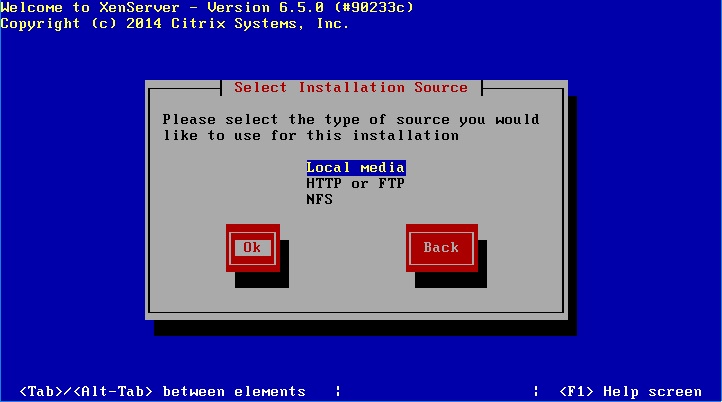 Welcome to XenServer - Version 6.5.0 (#90233c)
Copyright (c) 2014 Citrix Systems, Inc.
Select Installation Source
Please select the type of source you would
like to use for this installation
Local media
HTTP or FTP
NFS
Ok Back
<Tab>/<Alt-Tab> between elements ¦ ¦ <F1> Help screen